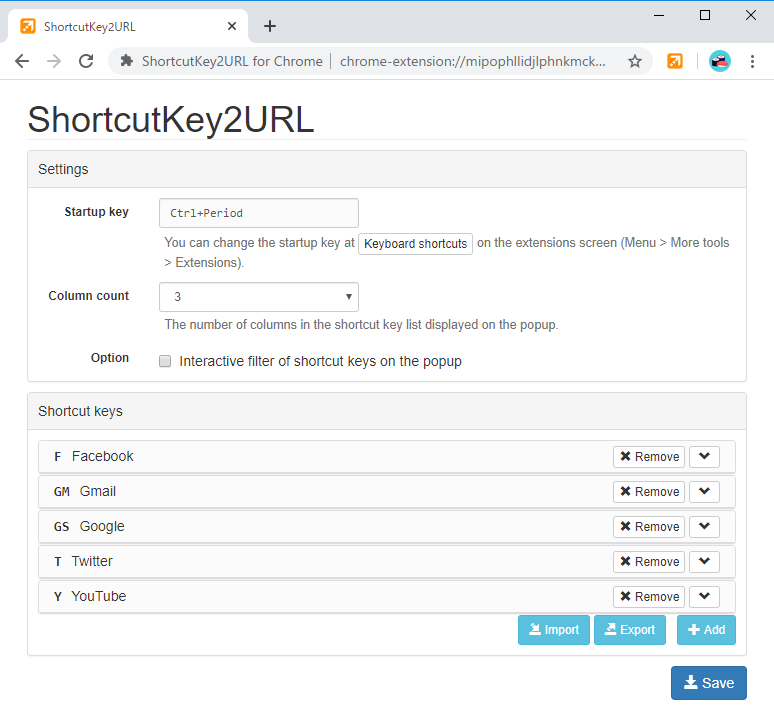 ShortcutKey2URL
ShortcutKey2URL for Chrome | chrome-extension://mipophllidjlphnkmck...
ShortcutKey2URL
Settings
Startup key
Ctrl+Period
You can change the startup key at Keyboard shortcuts on the extensions screen (Menu > More tools
> Extensions).
Column count
3
The number of columns in the shortcut key list displayed on the popup.
Option
Interactive filter of shortcut keys on the popup
Shortcut keys
F Facebook Remove
GM Gmail Remove
GS Google Remove
T Twitter Remove
Y YouTube Remove
Import Export Add
Save